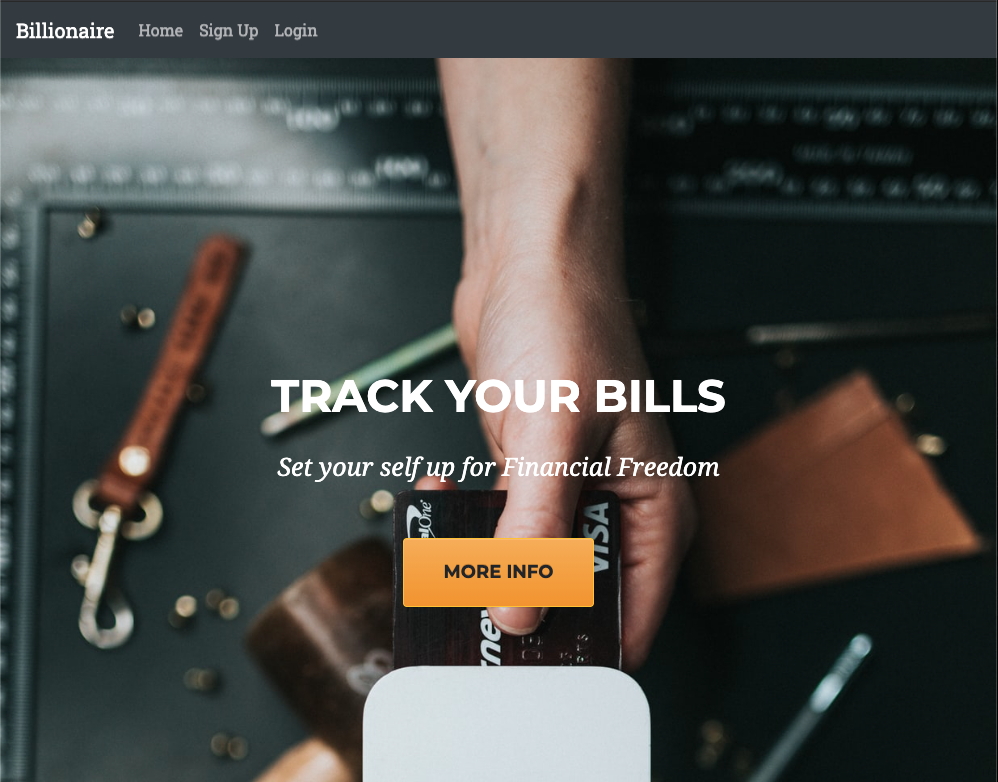 Billionaire Home Sign Up Login
TRACK YOUR BILLS
Set your self up for Financial Freedom
VISA
MORE INFO